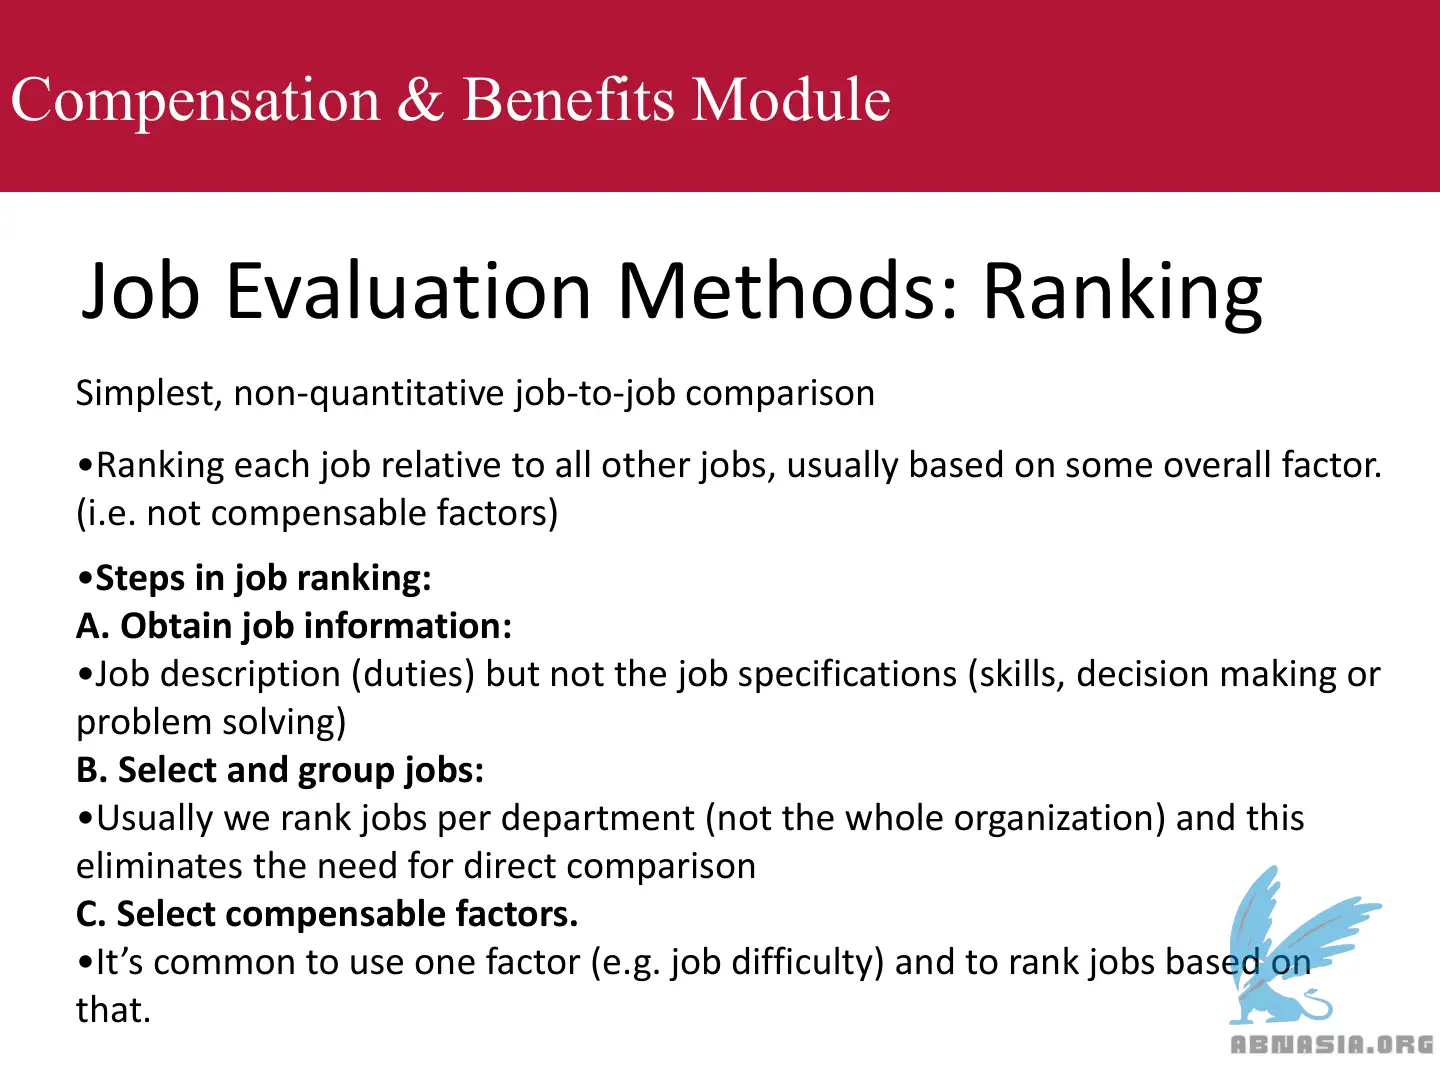 Compensation & Benefits Module
Job Evaluation Methods: Ranking
Simplest, non-quantitative job-to-job comparison
•Ranking each job relative to all other jobs, usually based on some overall factor.
(i.e. not compensable factors)
•Steps in job ranking:
A. Obtain job information:
•Job description (duties) but not the job specifications (skills, decision making or
problem solving)
B. Select and group jobs:
•Usually we rank jobs per department (not the whole organization) and this
eliminates the need for direct comparison
C. Select compensable factors.
•It’s common to use one factor (e.g. job difficulty) and to rank jobs based on
that.
ABNASIA.ORG